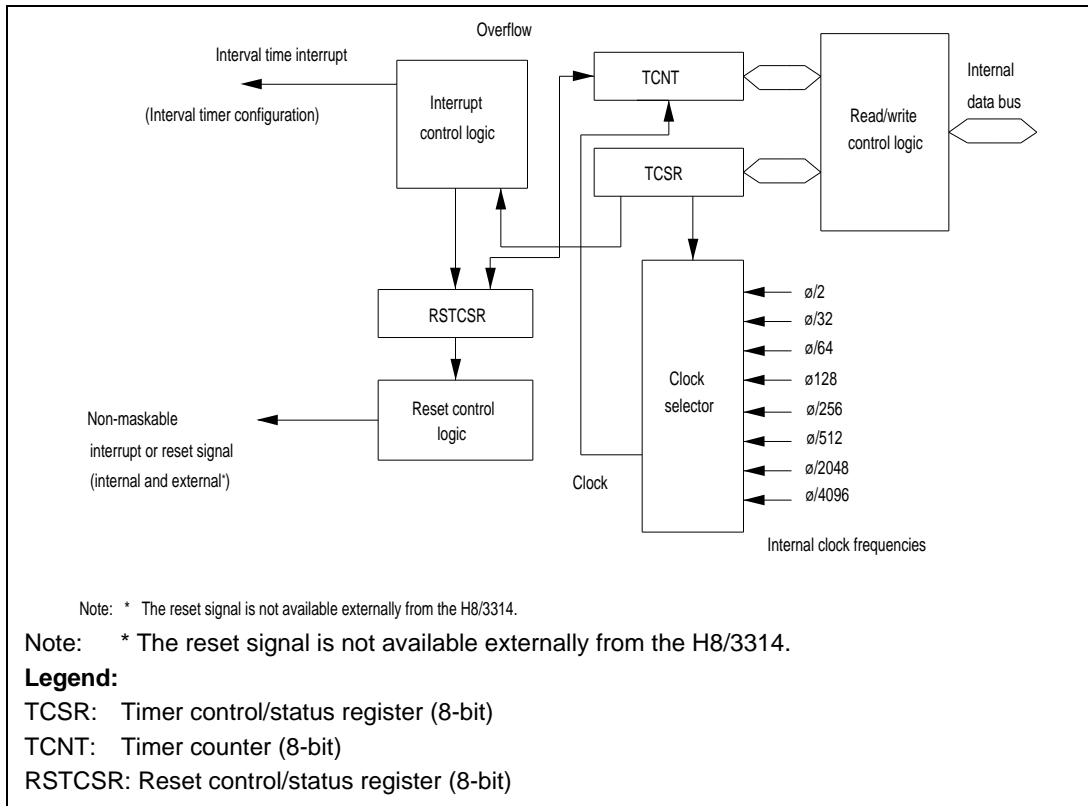 Overflow
Interval time interrupt
(Interval timer configuration)
Interrupt
control logic
TCNT
TCSR
Read/write
control logic
Internal
data bus
RSTCSR
Reset control
logic
Non-maskable
interrupt or reset signal
(internal and external*)
Clock
Clock
selector
ø/2
ø/32
ø/64
ø128
ø/256
ø/512
ø/2048
ø/4096
Internal clock frequencies
Note: * The reset signal is not available externally from the H8/3314.
Note: * The reset signal is not available externally from the H8/3314.
Legend:
TCSR: Timer control/status register (8-bit)
TCNT: Timer counter (8-bit)
RSTCSR: Reset control/status register (8-bit)